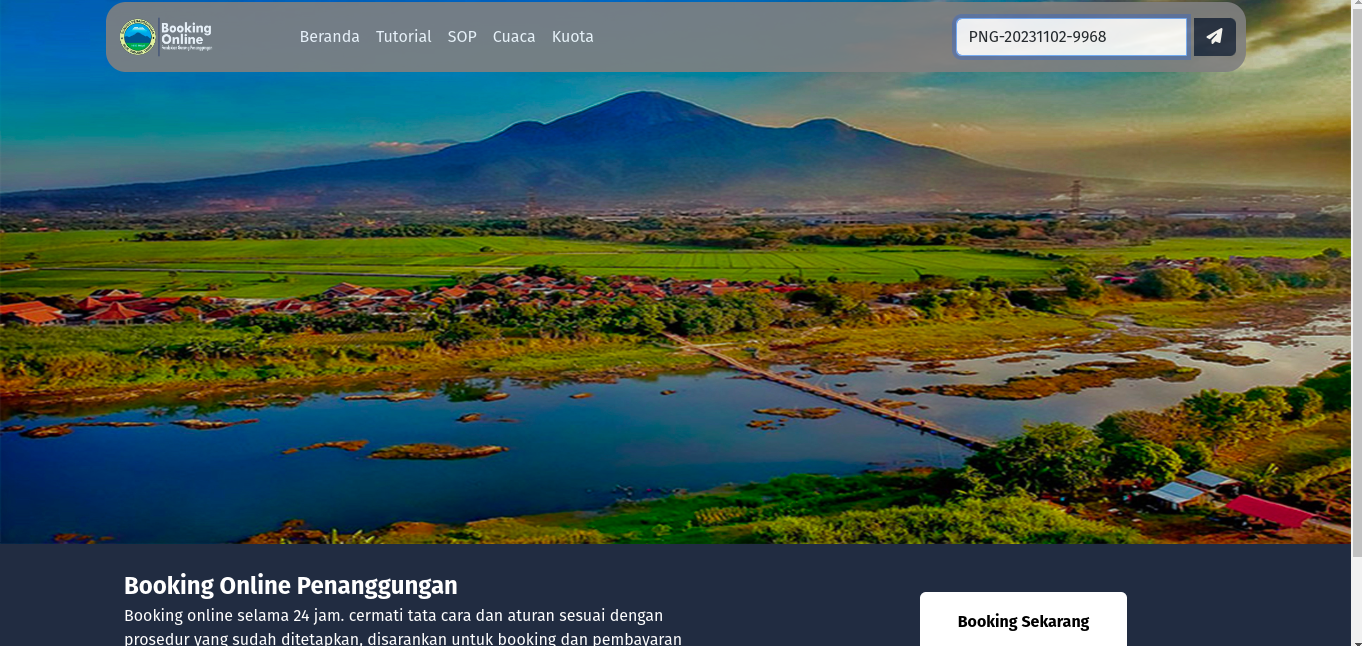 Booking
Online
Beranda
Tutorial
SOP
Cuaca
Kuota
PNG-20231102-9968
Booking Online Penanggungan
Booking online selama 24 jam. cermati tata cara dan aturan sesuai dengan
prosedur yang sudah ditetapkan, disarankan untuk booking dan pembayaran
Booking Sekarang